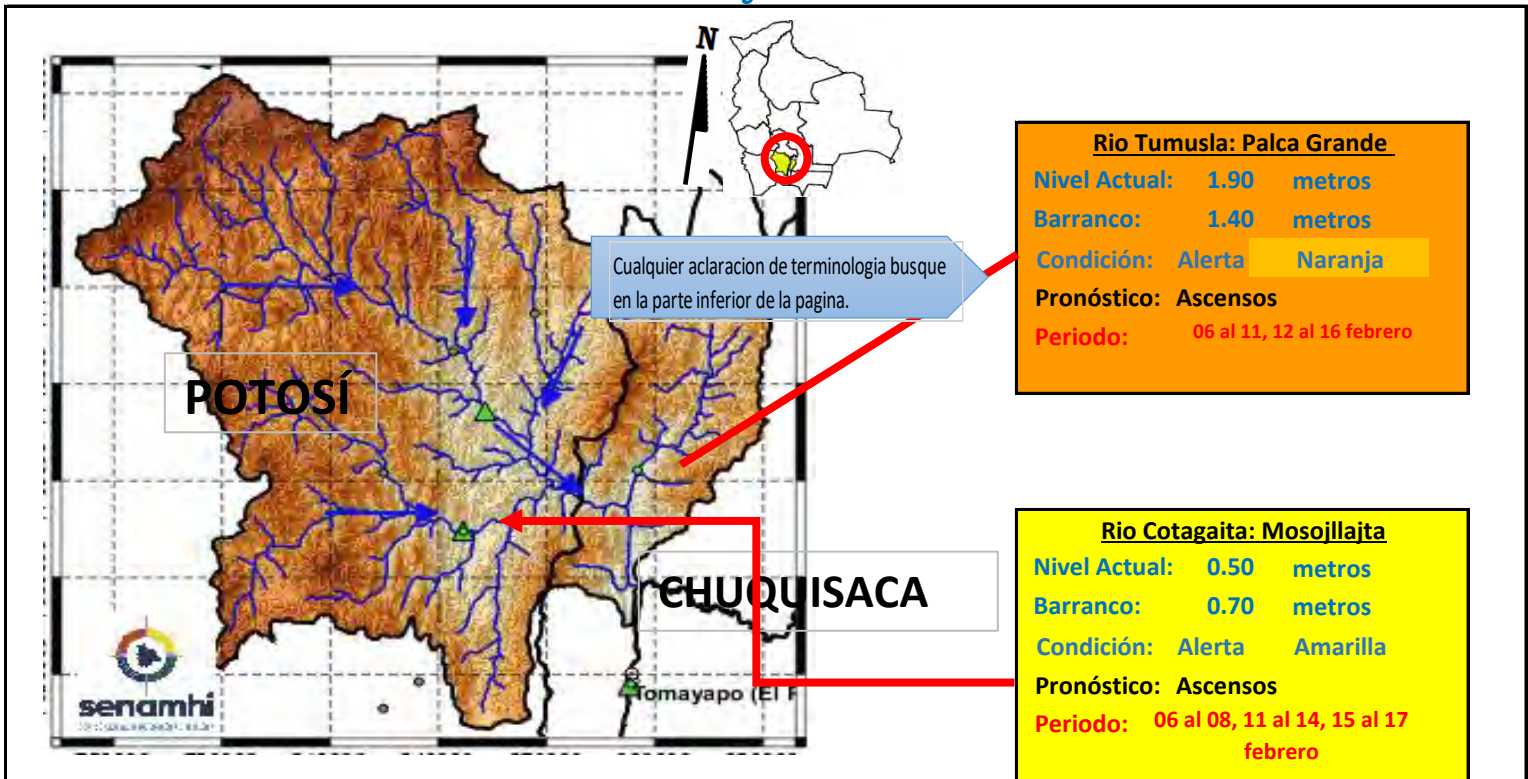 N
Cualquier aclaracion de terminologia busque
en la parte inferior de la pagina.
POTOSÍ
CHUQUISACA
senamhi
Tomayapo (El
Rio Tumusla: Palca Grande
Nivel Actual: 1.90 metros
Barranco: 1.40 metros
Condición: Alerta Naranja
Pronóstico: Ascensos
Periodo: 06 al 11, 12 al 16 febrero
Rio Cotagaita: Mosojllajta
Nivel Actual: 0.50 metros
Barranco: 0.70 metros
Condición: Alerta Amarilla
Pronóstico: Ascensos
Periodo: 06 al 08, 11 al 14, 15 al 17
febrero